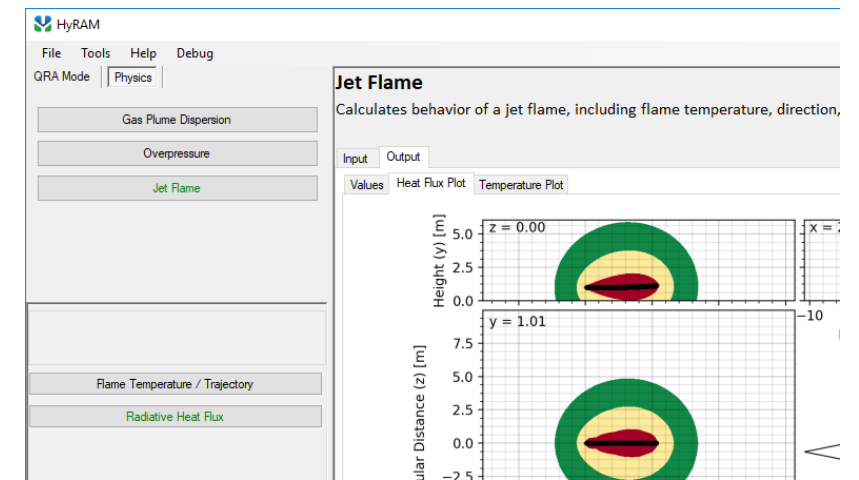 HyRAM
File Tools Help Debug
QRA Mode Physics
Jet Flame
Calculates behavior of a jet flame, including flame temperature, direction,
Gas Plume Dispersion
Overpressure
Jet Flame
Input Output
Values Heat Flux Plot Temperature Plot
Height (y) [m]
5.0
2.5
0.0
z = 0.00
x =
−10
y = 1.01
ular Distance (z) [m]
7.5
5.0
2.5
0.0
−2.5
Flame Temperature / Trajectory
Radiative Heat Flux